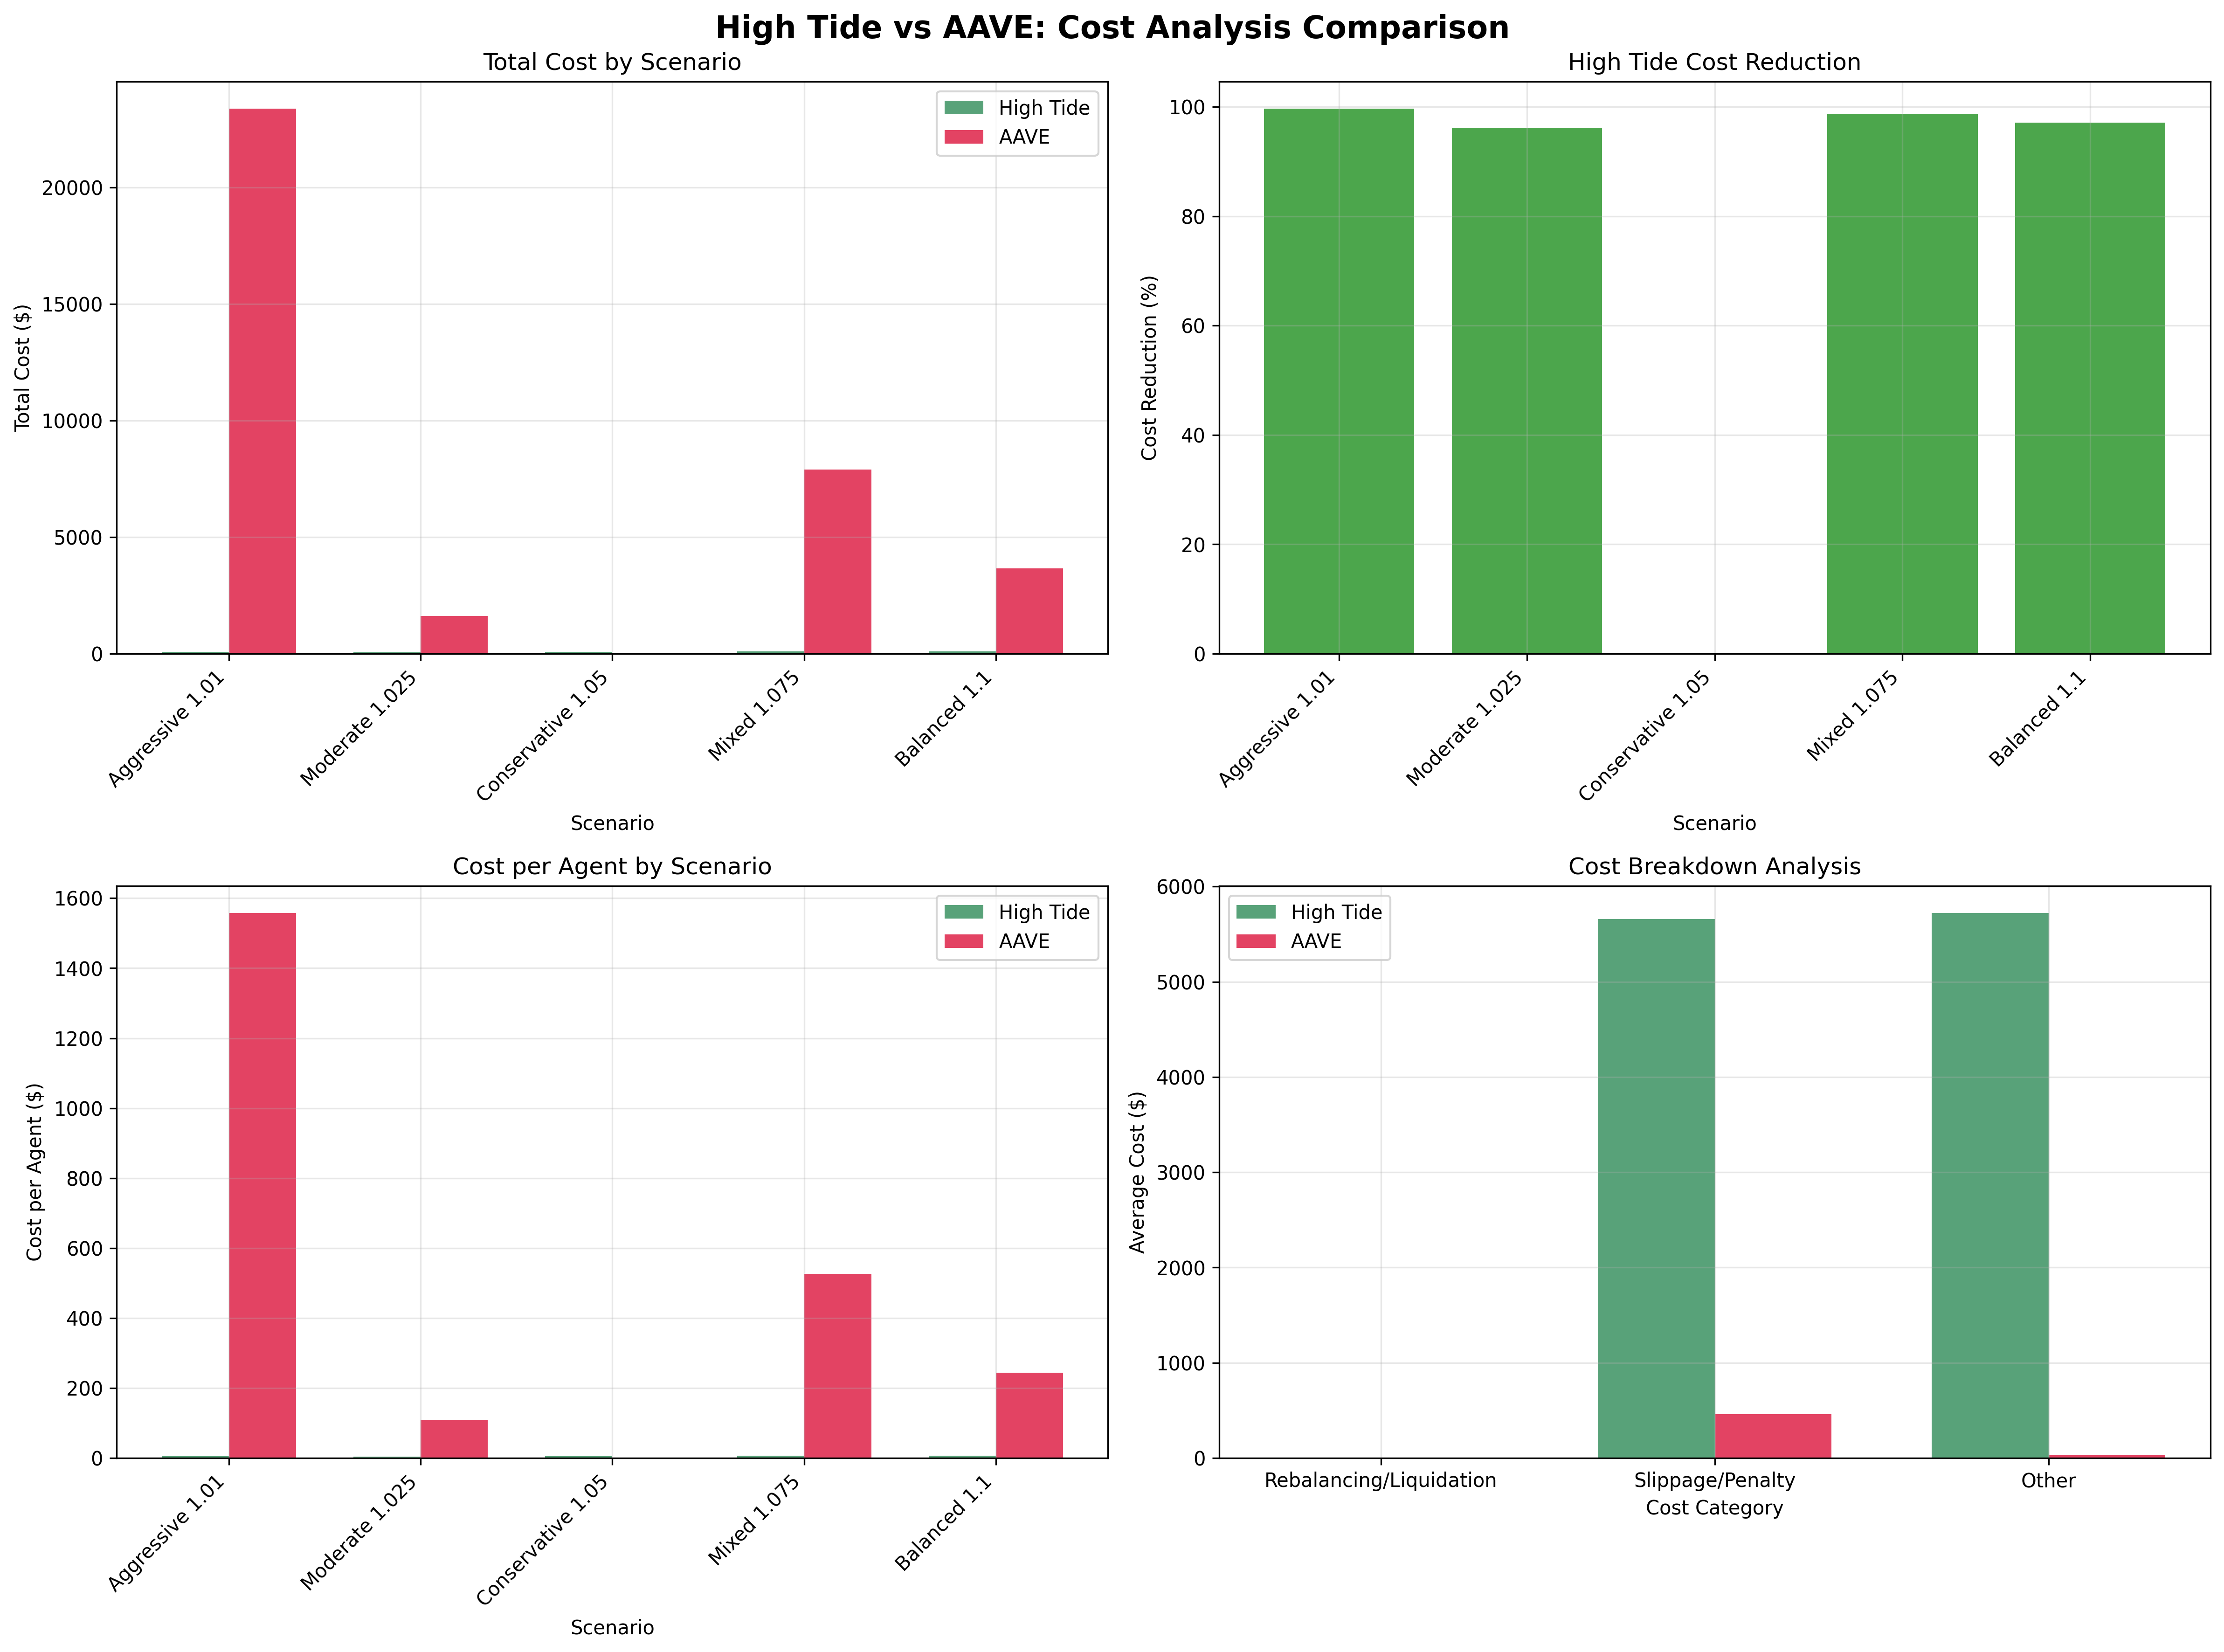 High Tide vs AAVE: Cost Analysis Comparison
Total Cost by Scenario
Total Cost ($)
20000
15000
10000
5000
0
High Tide
AAVE
Aggressive 1.01
Moderate 1.025
Conservative 1.05
Mixed 1.075
Balanced 1.1
Scenario
High Tide Cost Reduction
Cost Reduction (%)
100
80
60
40
20
0
Aggressive 1.01
Moderate 1.025
Conservative 1.05
Mixed 1.075
Balanced 1.1
Scenario
Cost per Agent by Scenario
Cost per Agent ($)
1600
1400
1200
1000
800
600
400
200
0
High Tide
AAVE
Aggressive 1.01
Moderate 1.025
Conservative 1.05
Mixed 1.075
Balanced 1.1
Scenario
Cost Breakdown Analysis
Average Cost ($)
6000
5000
4000
3000
2000
1000
0
High Tide
AAVE
Rebalancing/Liquidation
Slippage/Penalty
Other
Cost Category